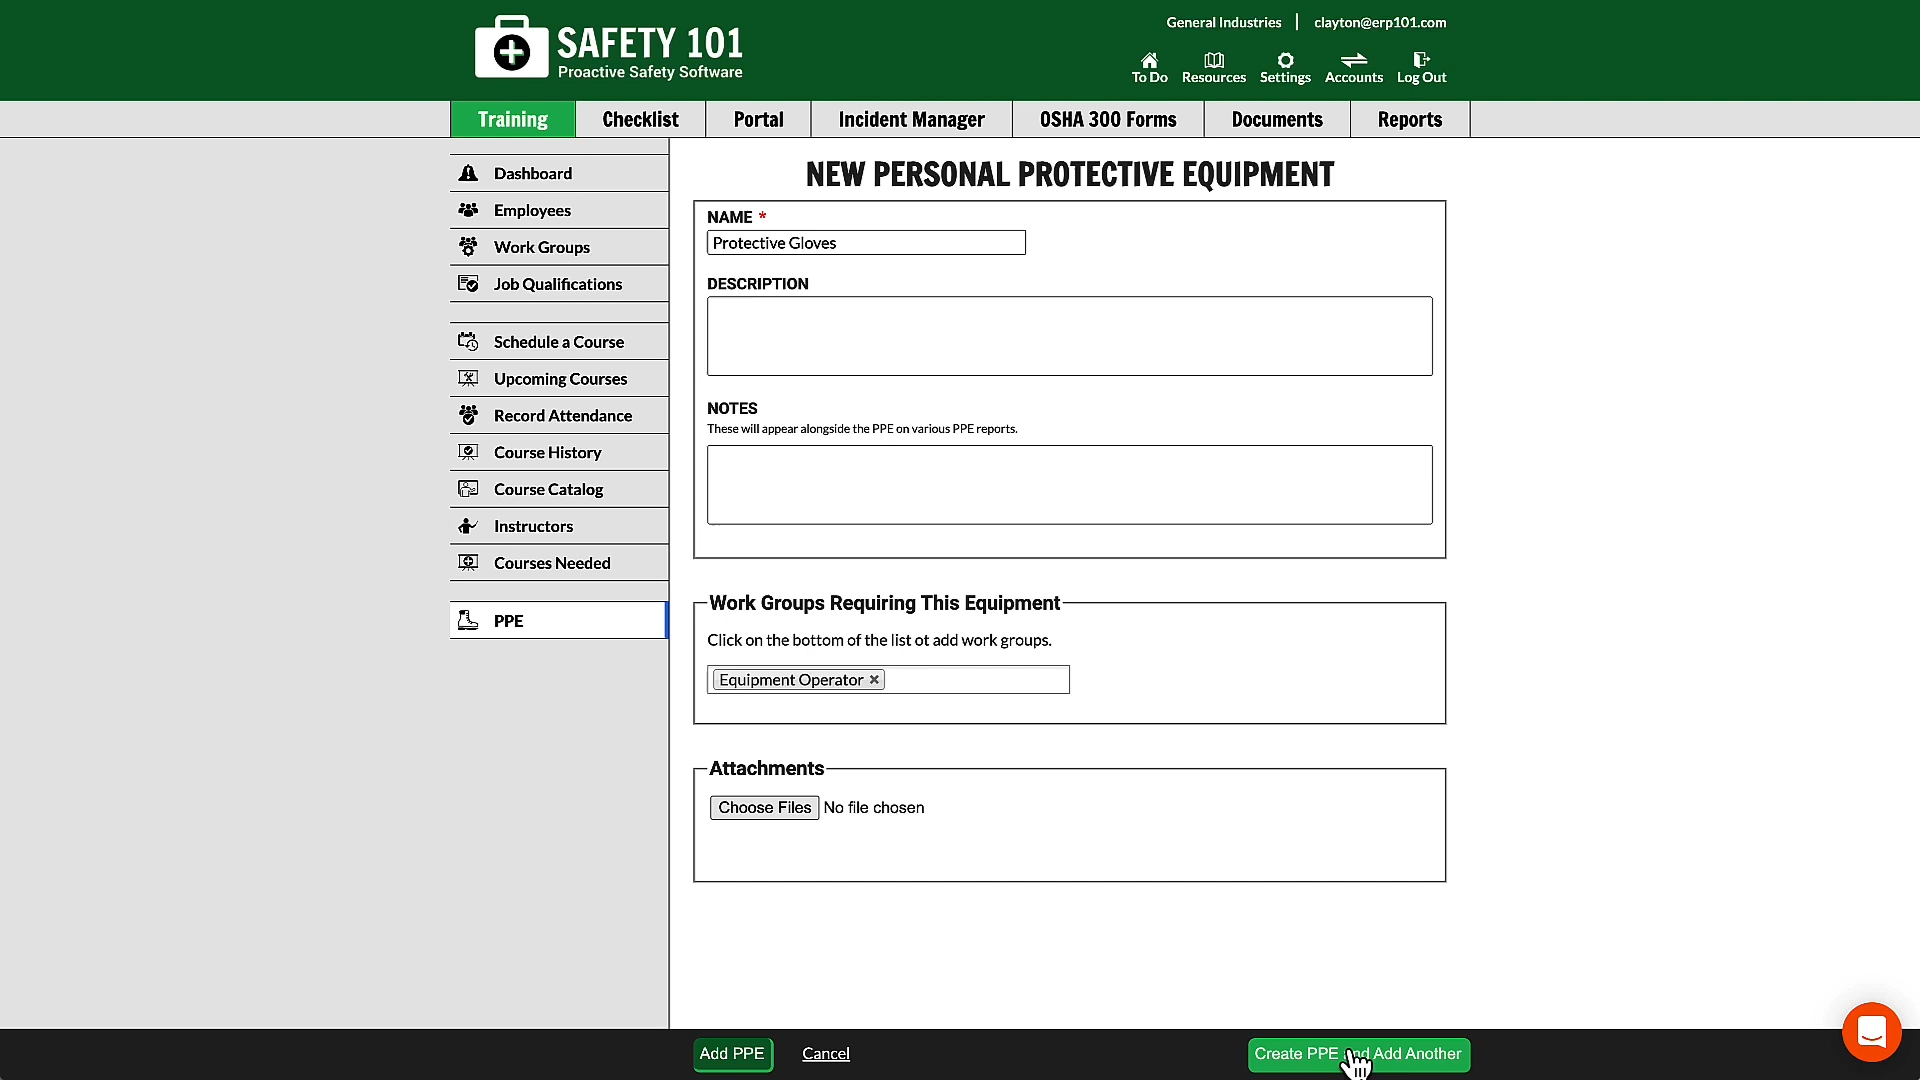 SAFETY 101
Proactive Safety Software
General Industries
clayton@erp101.com
To Do
Resources
Settings
Accounts
Log Out
Training
Checklist
Portal
Incident Manager
OSHA 300 Forms
Documents
Reports
Dashboard
Employees
Work Groups
Job Qualifications
Schedule a Course
Upcoming Courses
Record Attendance
Course History
Course Catalog
Instructors
Courses Needed
PPE
NEW PERSONAL PROTECTIVE EQUIPMENT
NAME *
Protective Gloves
DESCRIPTION
NOTES
These will appear alongside the PPE on various PPE reports.
Work Groups Requiring This Equipment
Click on the bottom of the list ot add work groups.
Equipment Operator ×
Attachments
Choose Files No file chosen
Add PPE
Cancel
Create PPE and Add Another